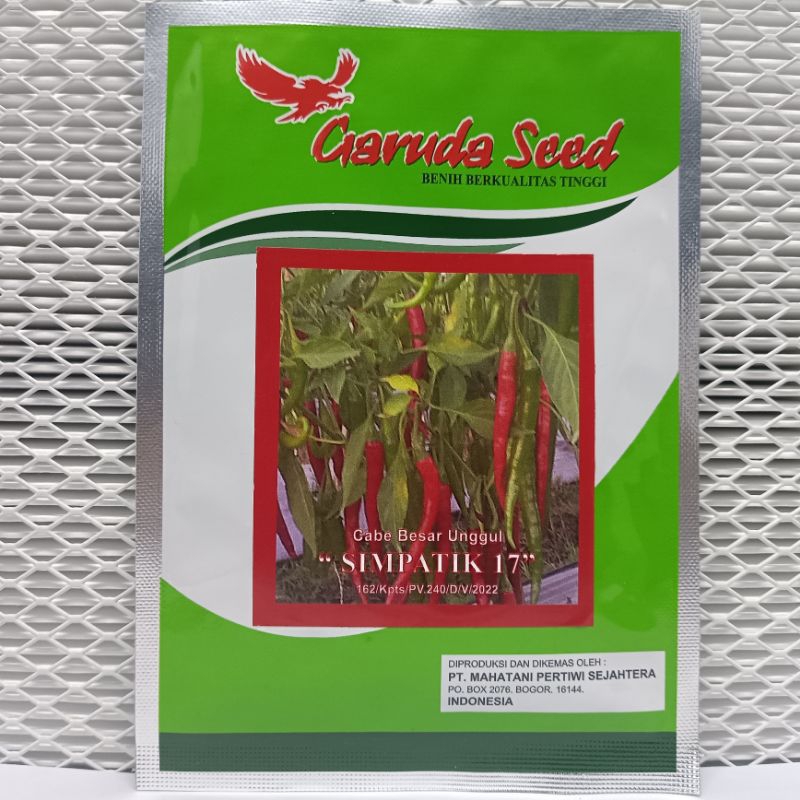 Garuda Seed
BENIH BERKUALITAS TINGGI
Cabe Besar Unggul
“ SIMPATIK 17”
162/Kpts/PV.240/D/V/2022
DIPRODUKSI DAN DIKEMAS OLEH :
PT. MAHATANI PERTIWI SEJAHTERA
PO. BOX 2076. BOGOR. 16144.
INDONESIA